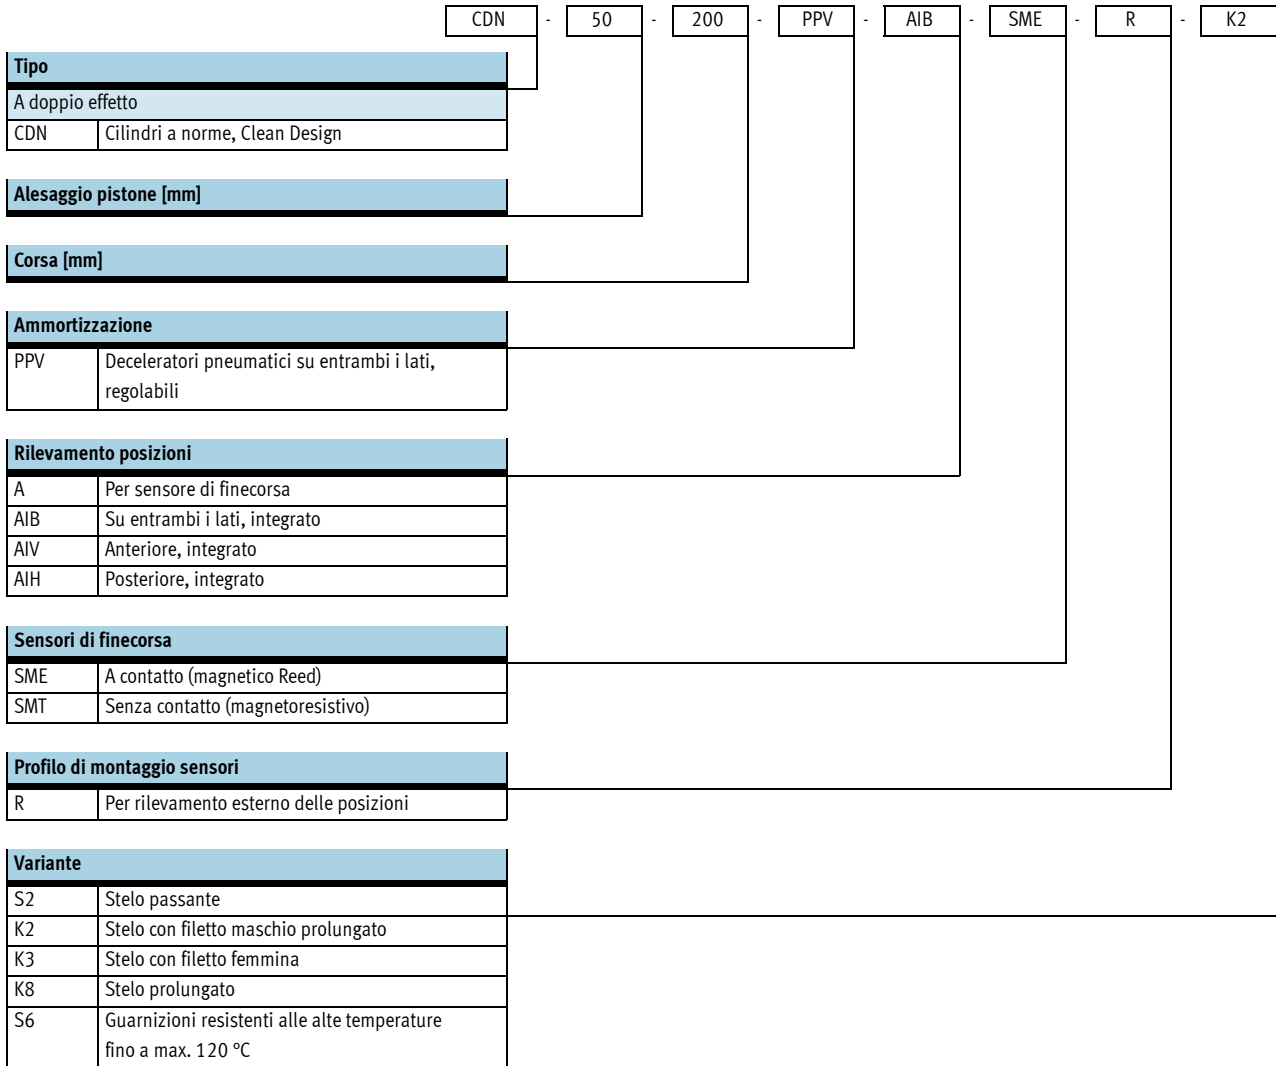 CDN - 50 - 200 - PPV - AIB - SME - R - K2
Tipo
A doppio effetto
CDN Cilindri a norme, Clean Design
Alesaggio pistone [mm]
Corsa [mm]
Ammortizzazione
PPV Deceleratori pneumatici su entrambi i lati,
regolabili
Rilevamento posizioni
A Per sensore di finecorsa
AIB Su entrambi i lati, integrato
AIV Anteriore, integrato
AIH Posteriore, integrato
Sensori di finecorsa
SME A contatto (magnetico Reed)
SMT Senza contatto (magnetoresistivo)
Profilo di montaggio sensori
R Per rilevamento esterno delle posizioni
Variante
S2 Stelo passante
K2 Stelo con filetto maschio prolungato
K3 Stelo con filetto femmina
K8 Stelo prolungato
S6 Guarnizioni resistenti alle alte temperature
fino a max. 120 °C